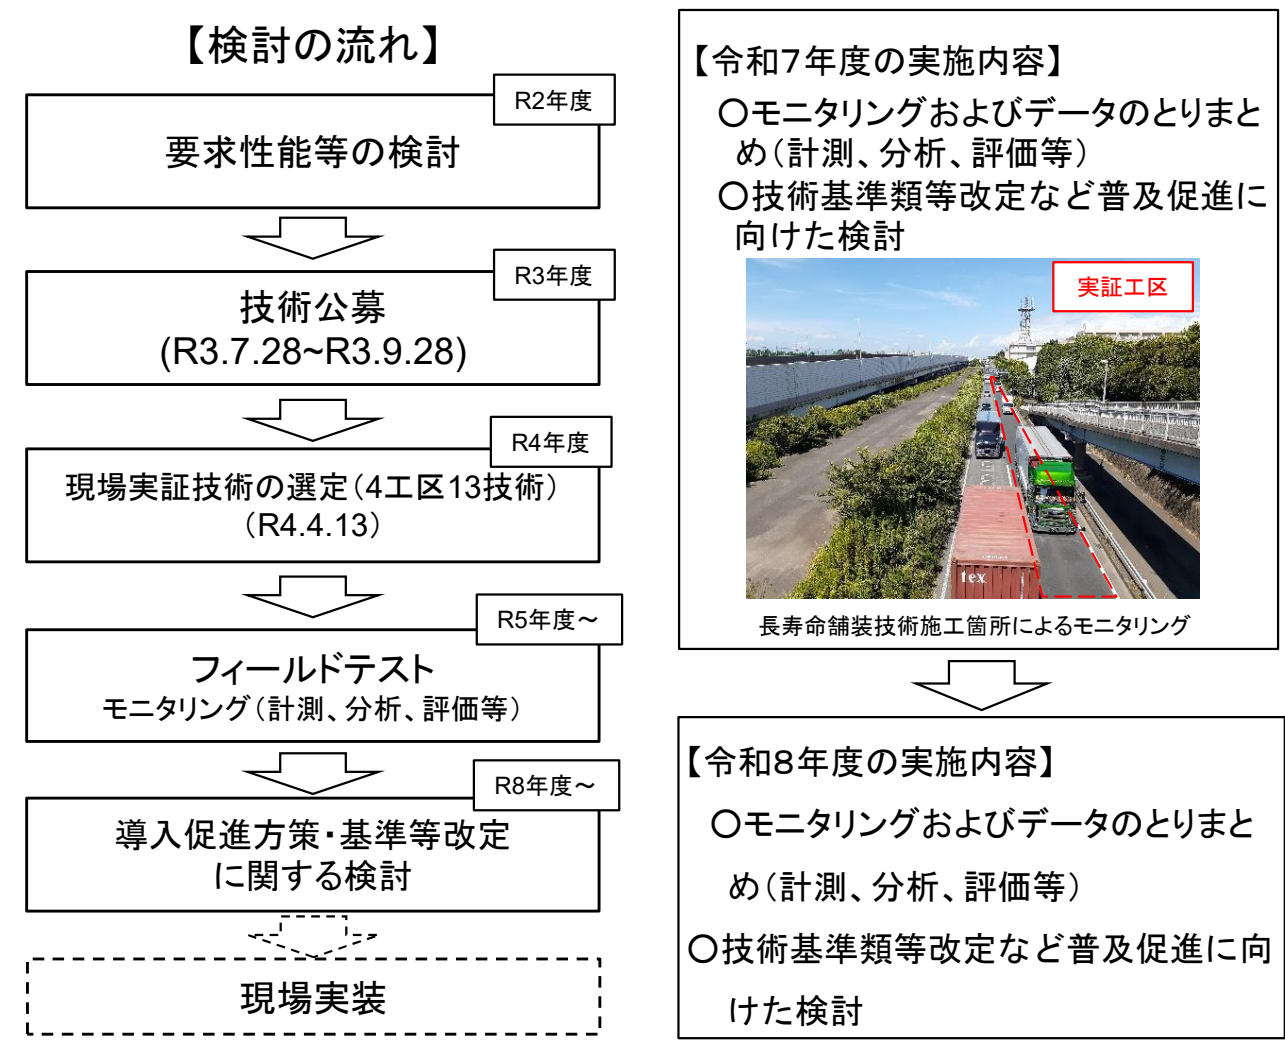 【検討の流れ】
R2年度
要求性能等の検討
R3年度
技術公募
(R3.7.28~R3.9.28)
R4年度
現場実証技術の選定(4工区13技術)
(R4.4.13)
R5年度～
フィールドテスト
モニタリング(計測、分析、評価等)
R8年度～
導入促進方策・基準等改定
に関する検討
現場実装
【令和7年度の実施内容】
〇モニタリングおよびデータのとりまと
め(計測、分析、評価等)
〇技術基準類等改定など普及促進に
向けた検討
実証工区
tex
長寿命舗装技術施工箇所によるモニタリング
【令和8年度の実施内容】
〇モニタリングおよびデータのとりまと
め(計測、分析、評価等)
〇技術基準類等改定など普及促進に向
けた検討